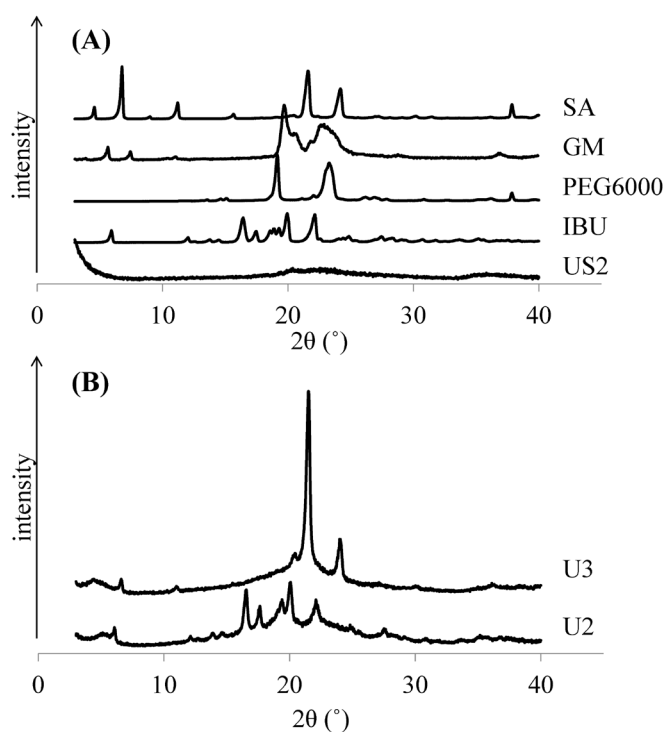 (A)
intensity
SA
GM
PEG6000
IBU
US2
0 10 20 30 40
2θ (˚)
(B)
intensity
U3
U2
0 10 20 30 40
2θ (˚)